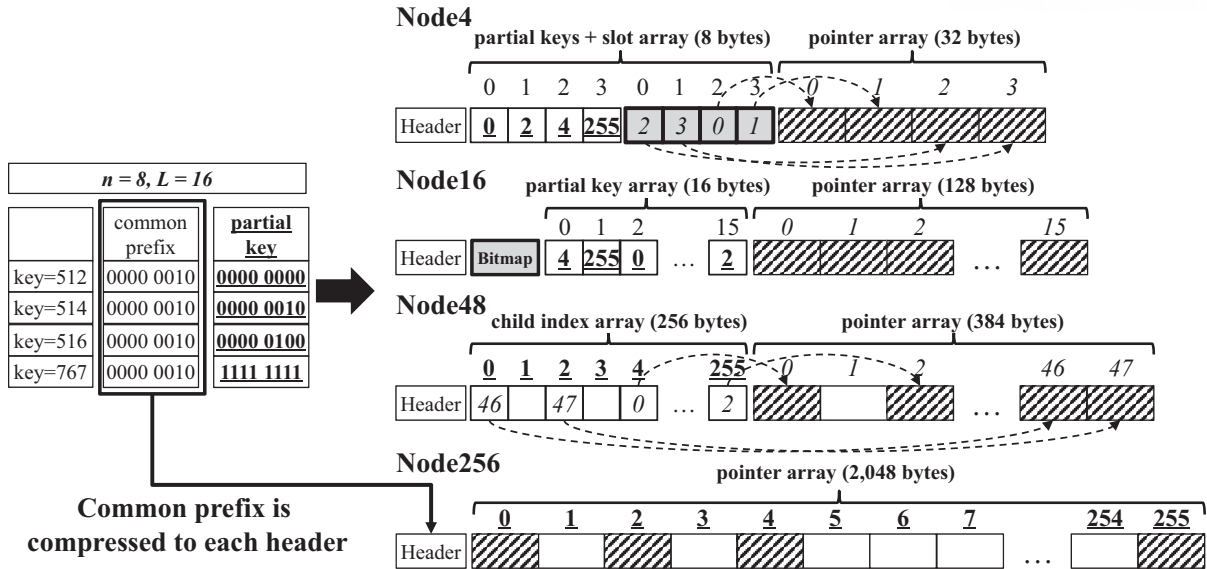 Node4
partial keys + slot array (8 bytes) pointer array (32 bytes)
0 1 2 3 0 1 2 3 0 1 2 3
Header 0 2 4 255 2 3 0 1
n = 8, L = 16
common prefix partial key
key=512 0000 0010 0000 0000
key=514 0000 0010 0000 0010
key=516 0000 0010 0000 0100
key=767 0000 0010 1111 1111
Common prefix is
compressed to each header
Node16
partial key array (16 bytes) pointer array (128 bytes)
0 1 2 15 0 1 2 15
Header Bitmap 4 255 0 … 2 …
Node48
child index array (256 bytes) pointer array (384 bytes)
0 1 2 3 4 255 0 1 2 46 47
Header 46 47 0 … 2 …
Node256
pointer array (2,048 bytes)
0 1 2 3 4 5 6 7 254 255
Header …